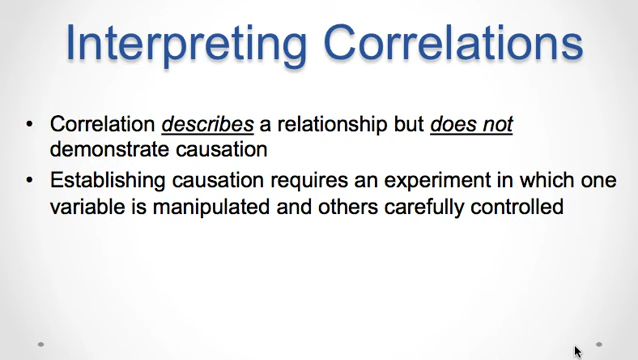 Interpreting Correlations
• Correlation describes a relationship but does not
demonstrate causation
• Establishing causation requires an experiment in which one
variable is manipulated and others carefully controlled